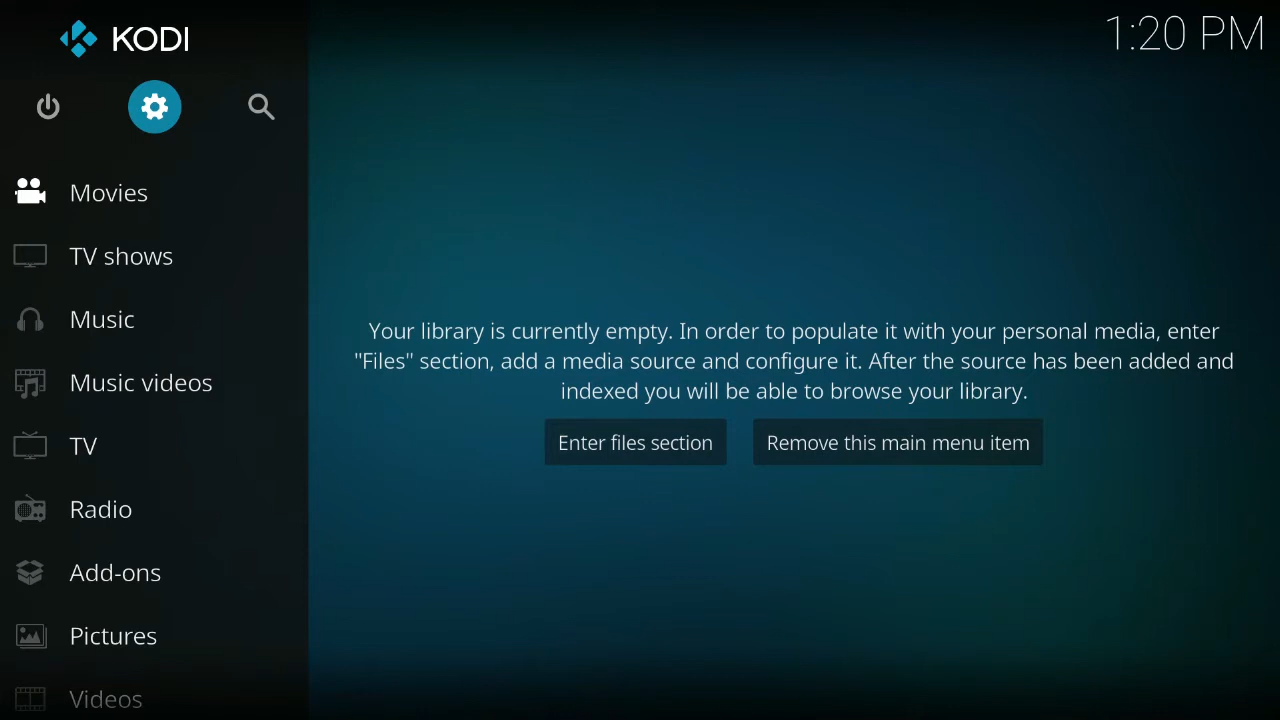 KODI
1:20 PM
Movies
TV shows
Music
Music videos
TV
Radio
Add-ons
Pictures
Videos
Your library is currently empty. In order to populate it with your personal media, enter
"Files" section, add a media source and configure it. After the source has been added and
indexed you will be able to browse your library.
Enter files section
Remove this main menu item